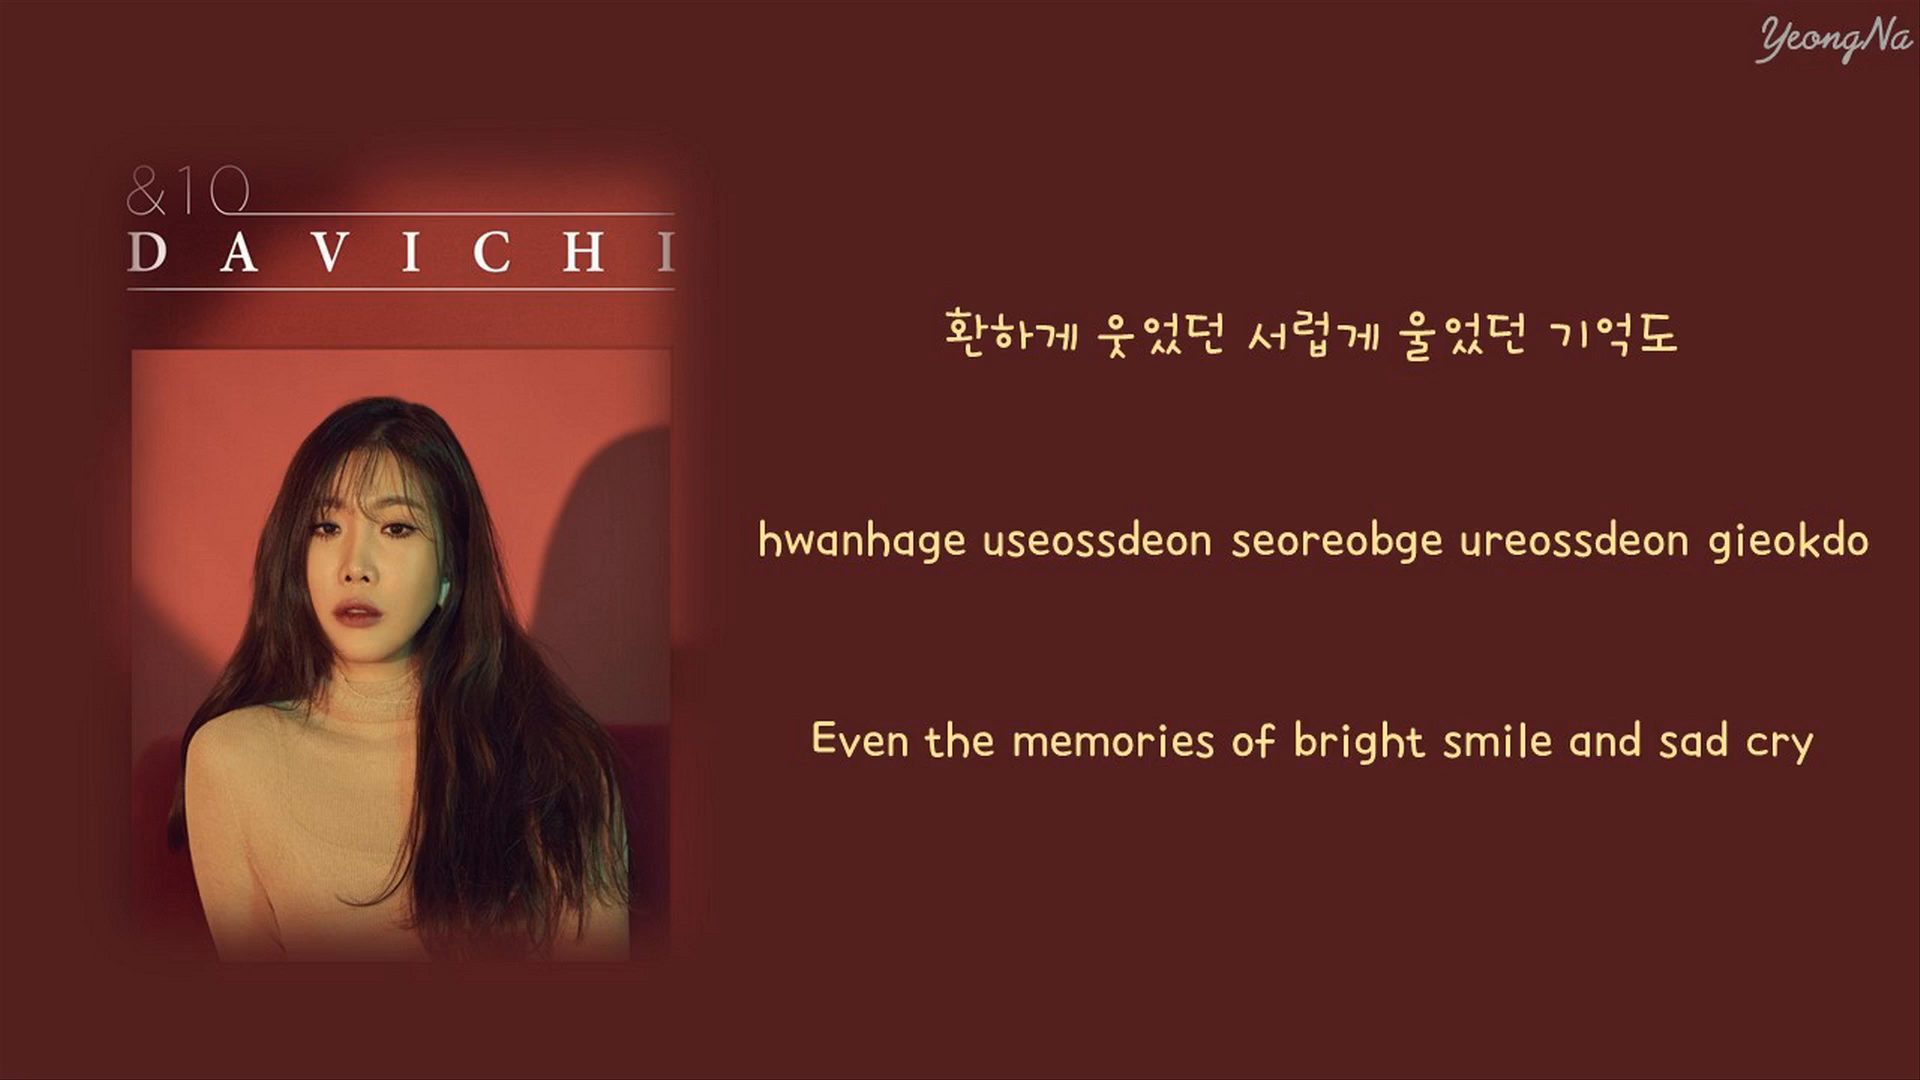 YeongNa
&10
DAVICHI
환하게 웃었던 서럽게 울었던 기억도
hwanhage useossdeon seoreobge ureossdeon gieokdo
Even the memories of bright smile and sad cry